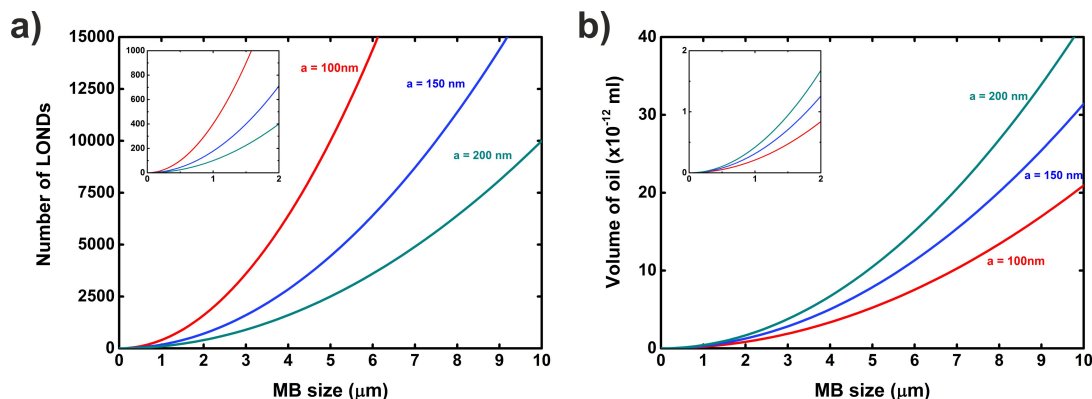 a)
15000
12500
10000
7500
5000
2500
0
Number of LONDs
0 1 2 3 4 5 6 7 8 9 10
MB size (μm)
1000
800
600
400
200
0
0 1 2
a = 100nm
a = 150 nm
a = 200 nm
b)
40
30
20
10
0
Volume of oil (x10⁻¹² ml)
0 1 2 3 4 5 6 7 8 9 10
MB size (μm)
2
1
0
0 1 2
a = 200 nm
a = 150 nm
a = 100nm